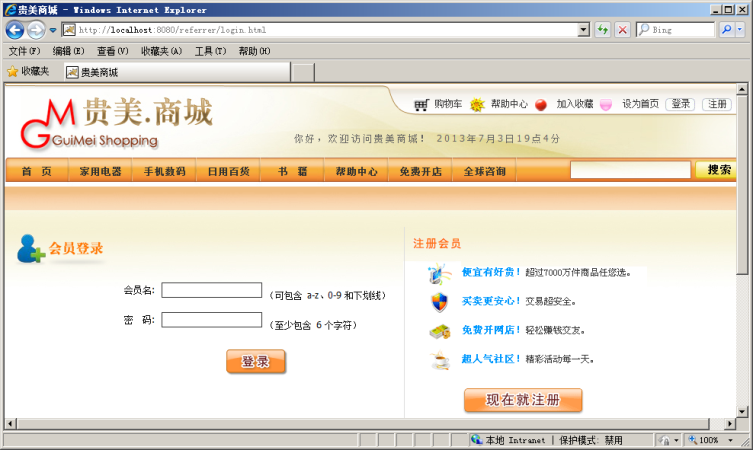 贵美商城 - Windows Internet Explorer
http://localhost:8080/referrer/login.html
Bing
文件(F) 编辑(E) 查看(V) 收藏夹(A) 工具(T) 帮助(H)
收藏夹 贵美商城
GM 贵美.商城
GuiMei Shopping
购物车 帮助中心 加入收藏 设为首页 登录 注册
你好，欢迎访问贵美商城！ 2013年7月3日19点4分
首 页 家用电器 手机数码 日用百货 书 籍 帮助中心 免费开店 全球咨询 搜索
会员登录
会员名: (可包含 a-z、0-9 和下划线)
密 码: (至少包含 6 个字符)
登录
注册会员
便宜有好贵！超过7000万件商品任您选。
买卖更安心！交易超安全。
免费开网店！轻松赚钱交友。
超人气社区！精彩活动每一天。
现在就注册
本地 Intranet | 保护模式: 禁用 100%